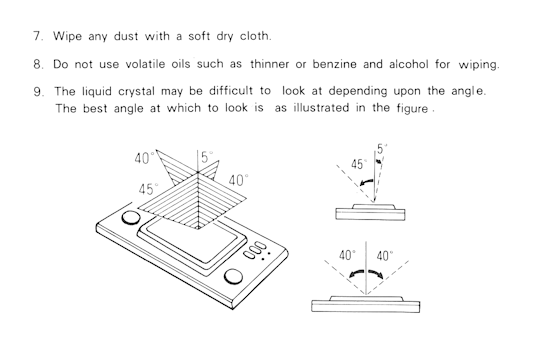 7. Wipe any dust with a soft dry cloth.
8. Do not use volatile oils such as thinner or benzine and alcohol for wiping.
9. The liquid crystal may be difficult to look at depending upon the angle.
The best angle at which to look is as illustrated in the figure.
40° 5°
45° 40°
5°
45°
40° 40°